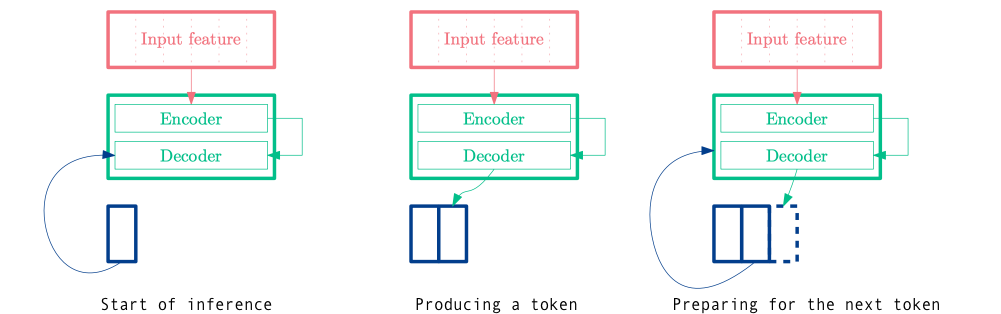 Input feature
Input feature
Input feature
Encoder
Encoder
Encoder
Decoder
Decoder
Decoder
Start of inference
Producing a token
Preparing for the next token